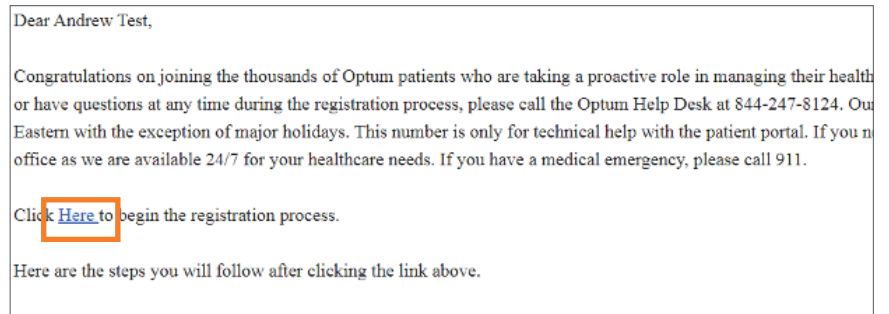 Dear Andrew Test,
Congratulations on joining the thousands of Optum patients who are taking a proactive role in managing their health
or have questions at any time during the registration process, please call the Optum Help Desk at 844-247-8124. Our
Eastern with the exception of major holidays. This number is only for technical help with the patient portal. If you
office as we are available 24/7 for your healthcare needs. If you have a medical emergency, please call 911.
Click Here to begin the registration process.
Here are the steps you will follow after clicking the link above.